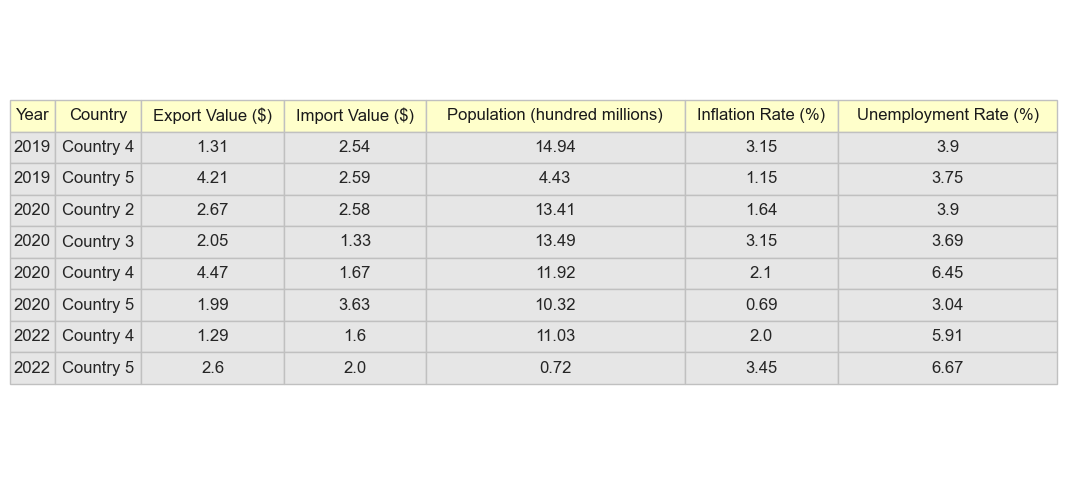 Year Country Export Value ($) Import Value ($) Population (hundred millions) Inflation Rate (%) Unemployment Rate (%)
2019 Country 4 1.31 2.54 14.94 3.15 3.9
2019 Country 5 4.21 2.59 4.43 1.15 3.75
2020 Country 2 2.67 2.58 13.41 1.64 3.9
2020 Country 3 2.05 1.33 13.49 3.15 3.69
2020 Country 4 4.47 1.67 11.92 2.1 6.45
2020 Country 5 1.99 3.63 10.32 0.69 3.04
2022 Country 4 1.29 1.6 11.03 2.0 5.91
2022 Country 5 2.6 2.0 0.72 3.45 6.67